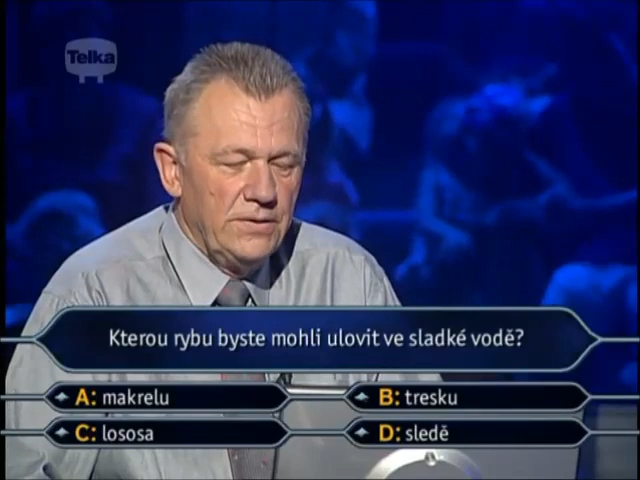 Telka
Kterou rybu byste mohli ulovit ve sladké vodě?
A: makrelu
B: tresku
C: lososa
D: sledě